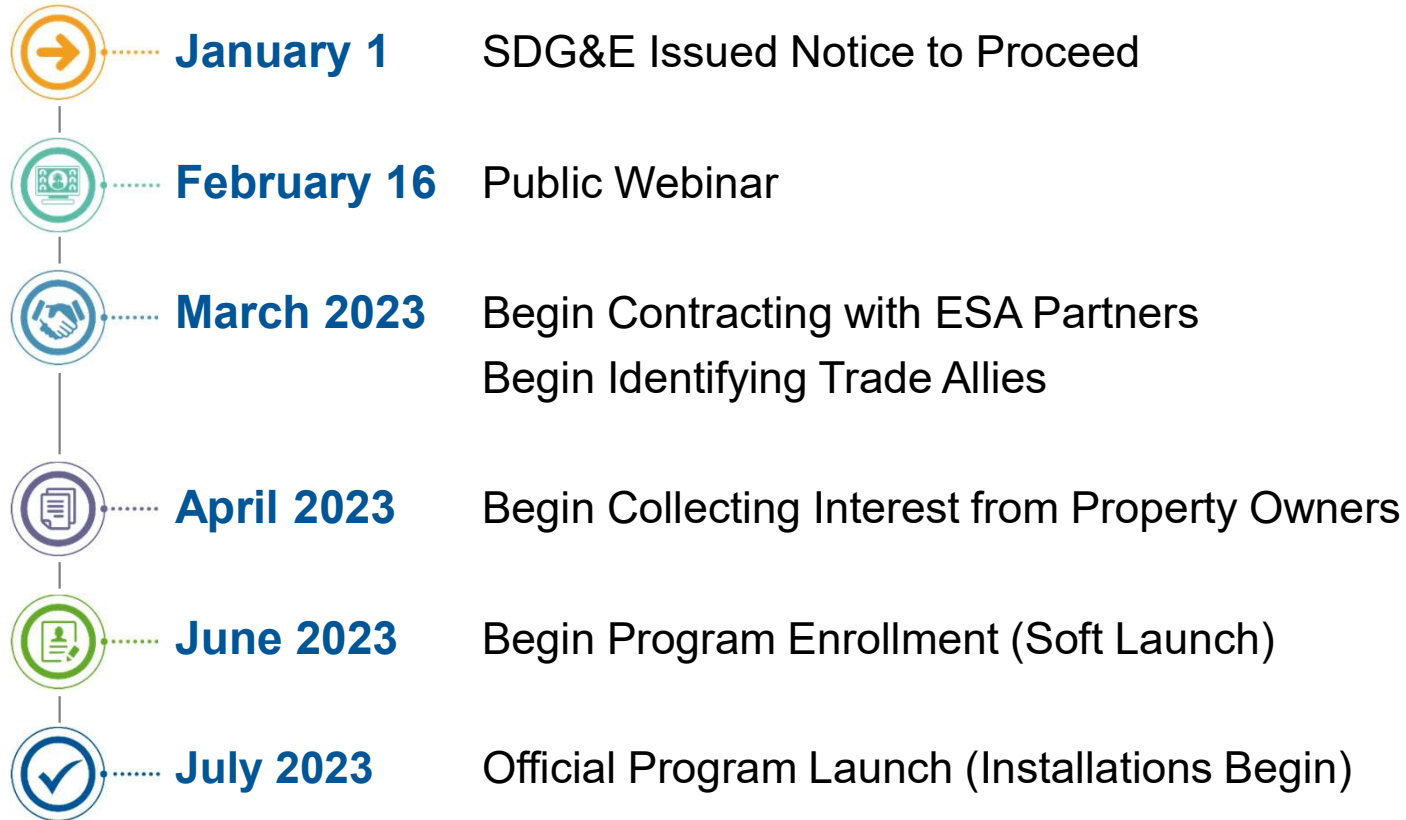 January 1 SDG&E Issued Notice to Proceed
February 16 Public Webinar
March 2023 Begin Contracting with ESA Partners
Begin Identifying Trade Allies
April 2023 Begin Collecting Interest from Property Owners
June 2023 Begin Program Enrollment (Soft Launch)
July 2023 Official Program Launch (Installations Begin)